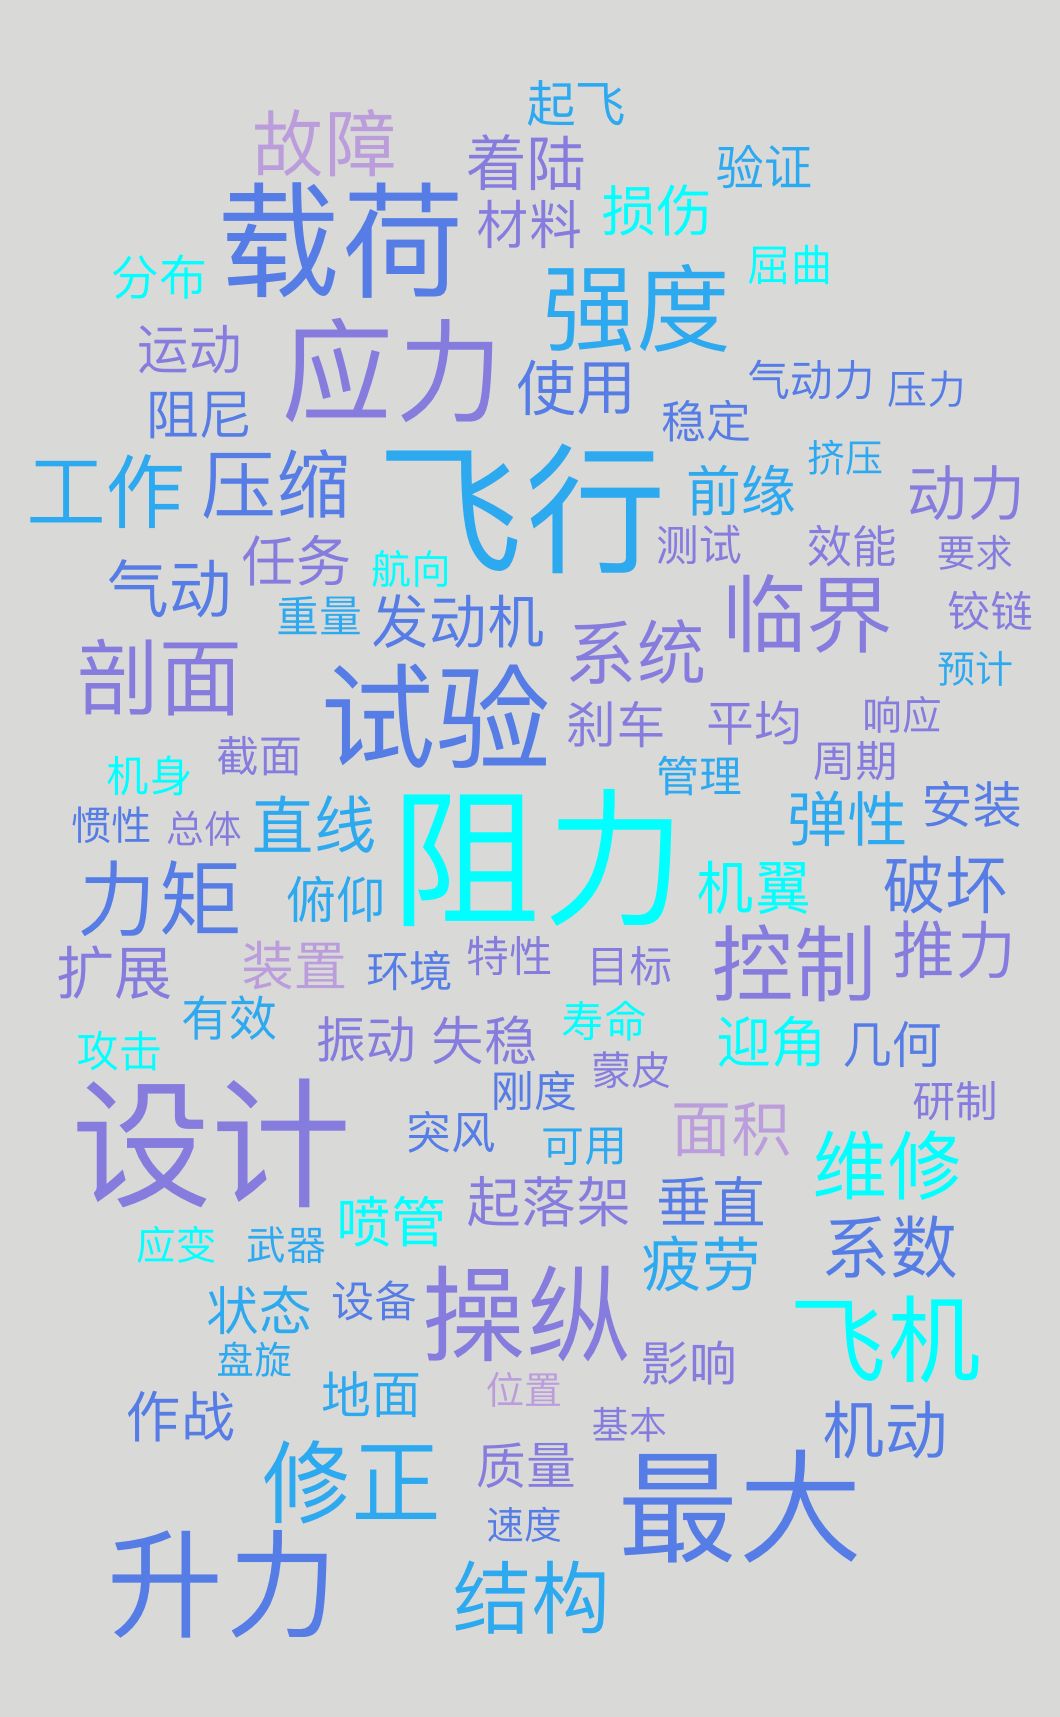 起飞
故障
着陆
验证
载荷
材料
损伤
分布
强度
屈曲
运动
应力
使用
气动力
压力
阻尼
稳定
工作
压缩
飞行
前缘
挤压
动力
任务
航向
测试
效能
要求
气动
重量
发动机
临界
铰链
剖面
试验
系统
预计
刹车
平均
响应
机身
截面
管理
周期
惯性
总体
直线
阻力
弹性
安装
力矩
俯仰
机翼
破坏
扩展
装置
环境
特性
目标
控制
推力
有效
攻击
振动
失稳
寿命
迎角
几何
蒙皮
设计
刚度
研制
突风
可用
面积
维修
应变
武器
喷管
起落架
垂直
系数
状态
设备
操纵
疲劳
飞机
盘旋
影响
作战
地面
位置
基本
机动
修正
质量
最大
速度
升力
结构